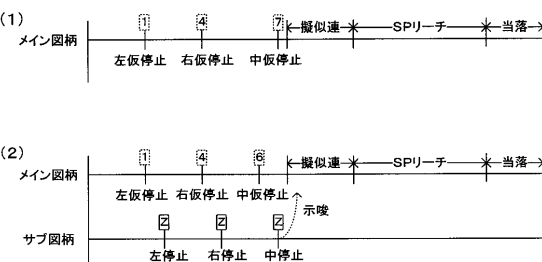 (1)
メイン図柄
1 4 7 擬似連 SPリーチ 当落
左仮停止 右仮停止 中仮停止
(2)
メイン図柄
1 4 6 擬似連 SPリーチ 当落
左仮停止 右仮停止 中仮停止
示唆
サブ図柄
Z Z Z
左停止 右停止 中停止